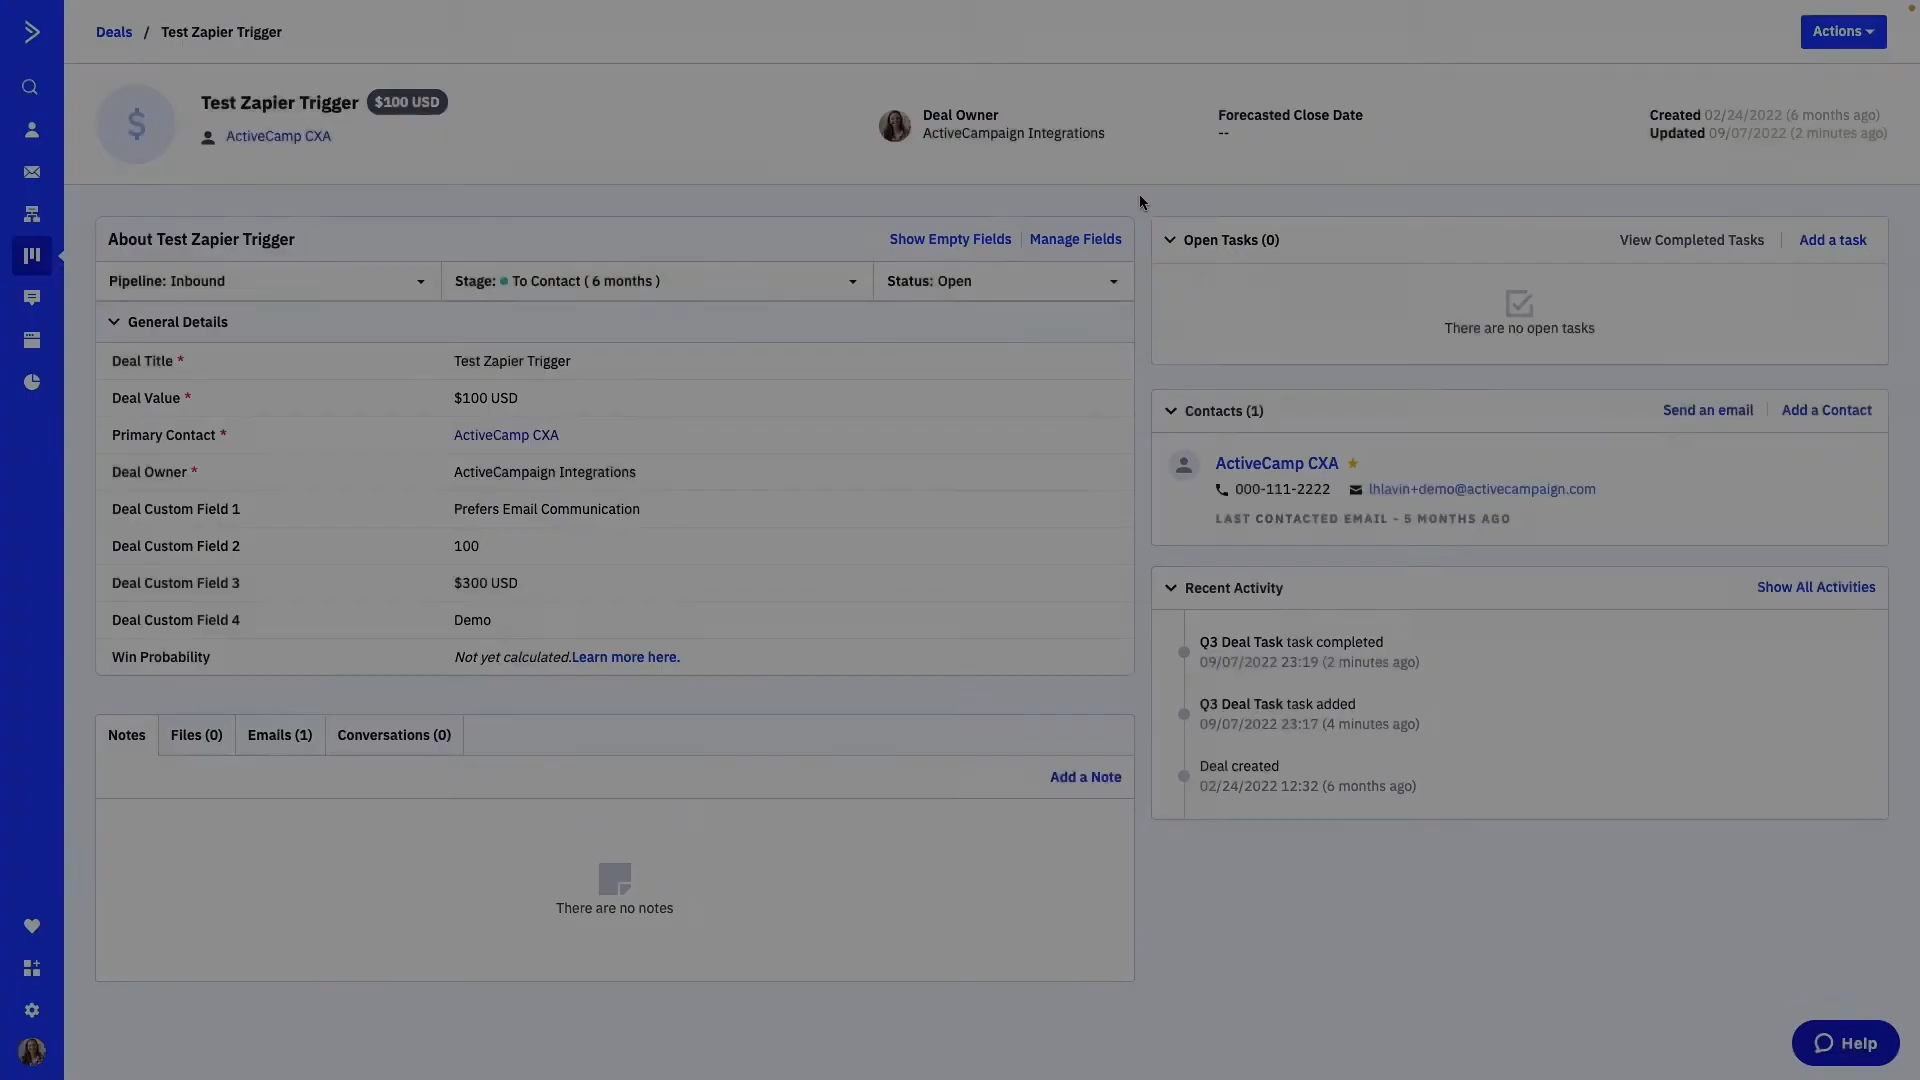 Deals / Test Zapier Trigger
Actions
$
Test Zapier Trigger $100 USD
ActiveCamp CXA
Deal Owner
ActiveCampaign Integrations
Forecasted Close Date
--
Created 02/24/2022 (6 months ago)
Updated 09/07/2022 (2 minutes ago)
About Test Zapier Trigger
Show Empty Fields
Manage Fields
Pipeline: Inbound
Stage: To Contact ( 6 months )
Status: Open
General Details
Deal Title * Test Zapier Trigger
Deal Value * $100 USD
Primary Contact * ActiveCamp CXA
Deal Owner * ActiveCampaign Integrations
Deal Custom Field 1 Prefers Email Communication
Deal Custom Field 2 100
Deal Custom Field 3 $300 USD
Deal Custom Field 4 Demo
Win Probability Not yet calculated.Learn more here.
Notes
Files (0)
Emails (1)
Conversations (0)
Add a Note
There are no notes
Open Tasks (0)
View Completed Tasks
Add a task
There are no open tasks
Contacts (1)
Send an email
Add a Contact
ActiveCamp CXA
000-111-2222 lhlavin+demo@activecampaign.com
LAST CONTACTED EMAIL - 5 MONTHS AGO
Recent Activity
Show All Activities
Q3 Deal Task task completed
09/07/2022 23:19 (2 minutes ago)
Q3 Deal Task task added
09/07/2022 23:17 (4 minutes ago)
Deal created
02/24/2022 12:32 (6 months ago)
Help